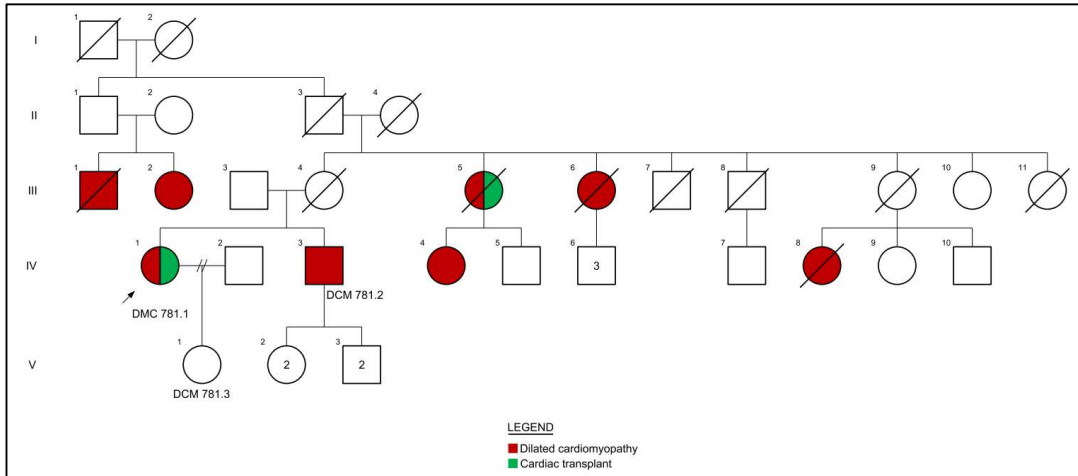 1 2
I
1 2 3 4
II
1 2 3 4 5 6 7 8 9 10 11
III
1 2 3 4 5 6 7 8 9 10
IV
3
DMC 781.1 DCM 781.2
1 2 3
V
2 2
DCM 781.3
LEGEND
Dilated cardiomyopathy
Cardiac transplant